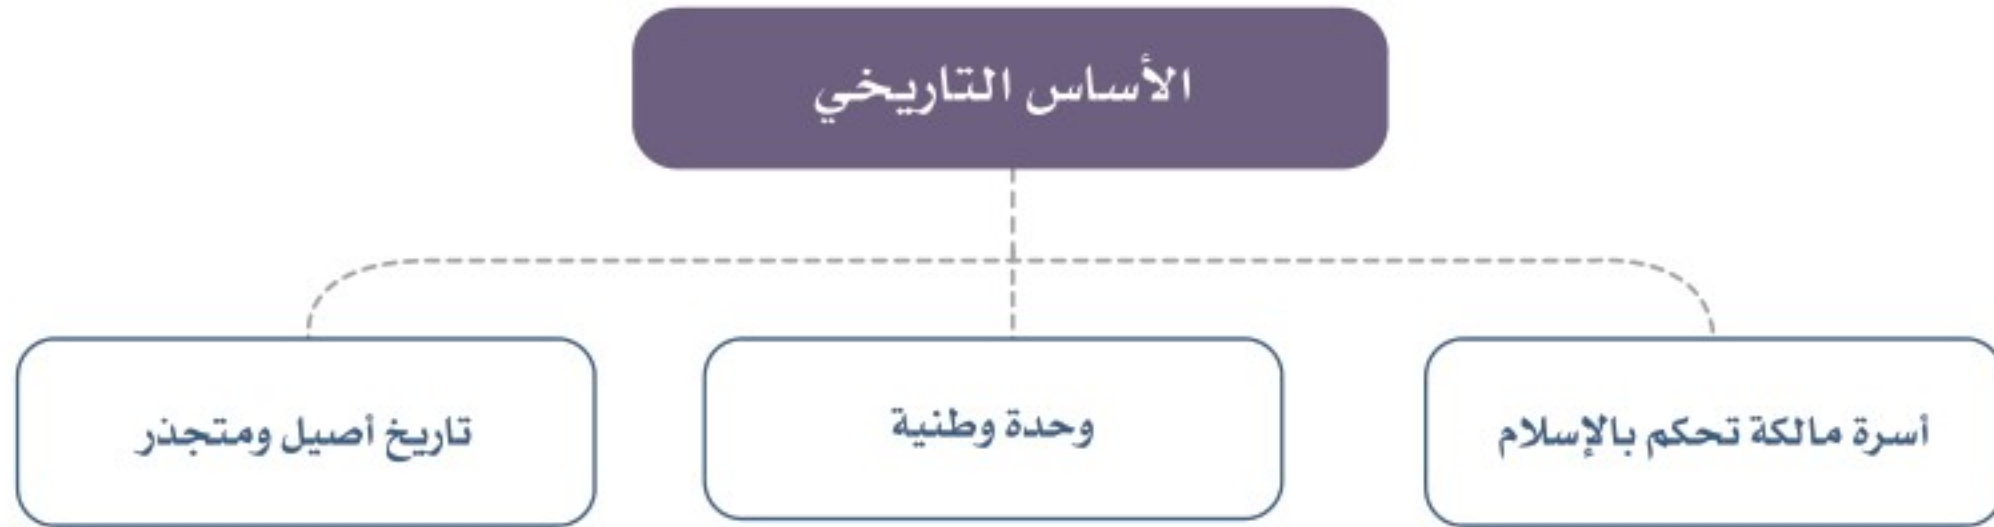 الأساس التاريخي
أسرة مالكة تحكم بالإسلام
وحدة وطنية
تاريخ أصيل ومتجذر